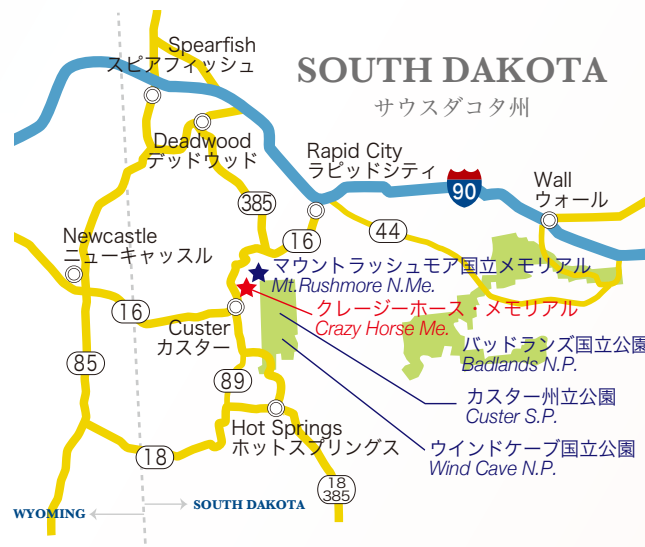 Spearfish
スピアフィッシュ
SOUTH DAKOTA
サウスダコタ州
Deadwood
デッドウッド
Rapid City
ラピッドシティ
90
Wall
ウォール
385
16
44
Newcastle
ニューキャッスル
マウントラッシュモア国立メモリアル
Mt.Rushmore N.Me.
クレージーホース・メモリアル
Crazy Horse Me.
16
Custer
カスター
バッドランズ国立公園
Badlands N.P.
85
89
カスター州立公園
Custer S.P.
Hot Springs
ホットスプリングス
ウインドケーブ国立公園
Wind Cave N.P.
18
18
385
WYOMING
SOUTH DAKOTA